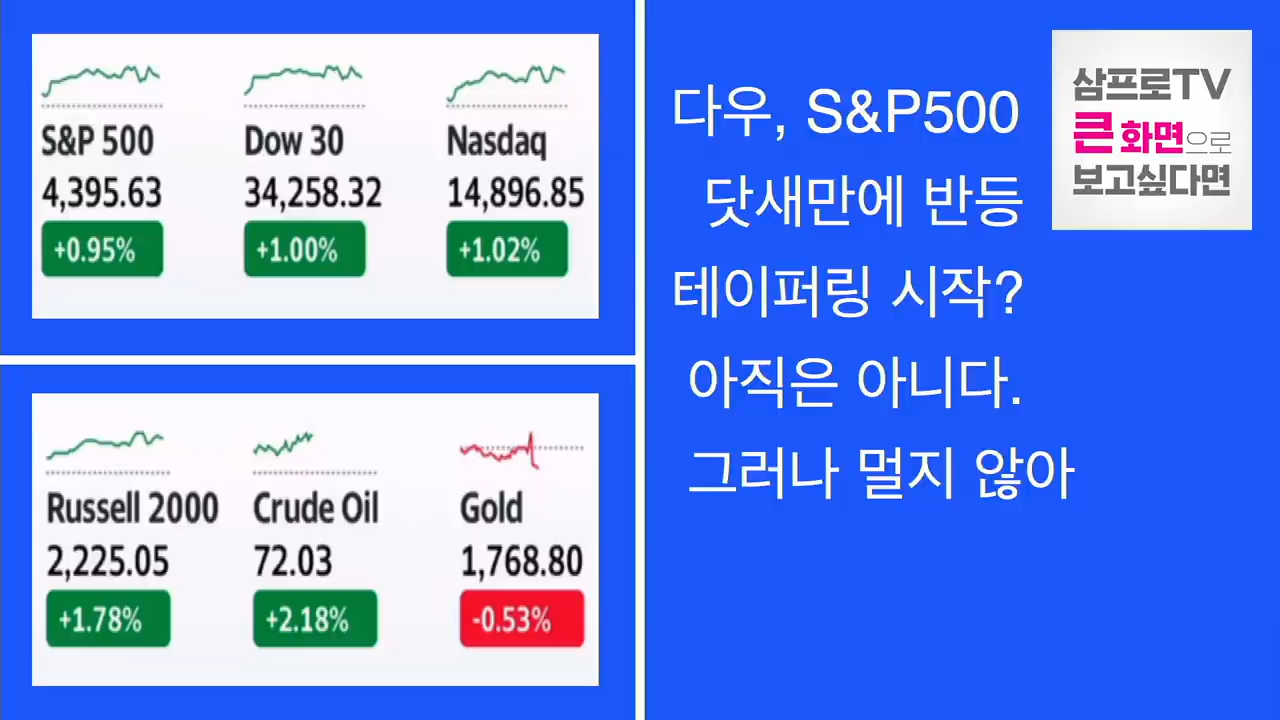 S&P 500 Dow 30 Nasdaq
4,395.63 34,258.32 14,896.85
+0.95% +1.00% +1.02%
Russell 2000 Crude Oil Gold
2,225.05 72.03 1,768.80
+1.78% +2.18% -0.53%
다우, S&P500
닷새만에 반등
테이퍼링 시작?
아직은 아니다.
그러나 멀지 않아
삼프로TV
큰 화면으로
보고싶다면